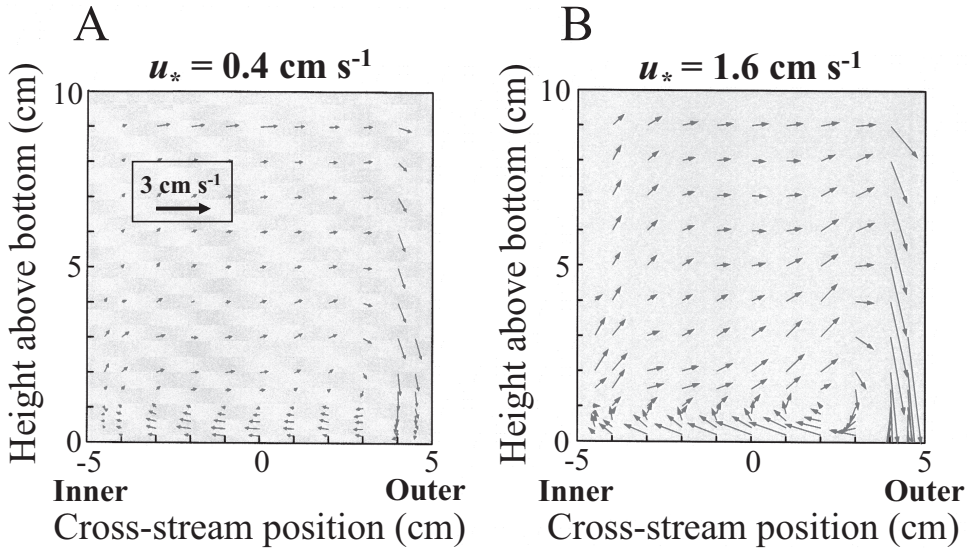 A
u* = 0.4 cm s-1
Height above bottom (cm)
10
5
0
3 cm s-1
-5
0
5
Inner
Outer
Cross-stream position (cm)
B
u* = 1.6 cm s-1
Height above bottom (cm)
10
5
0
-5
0
5
Inner
Outer
Cross-stream position (cm)